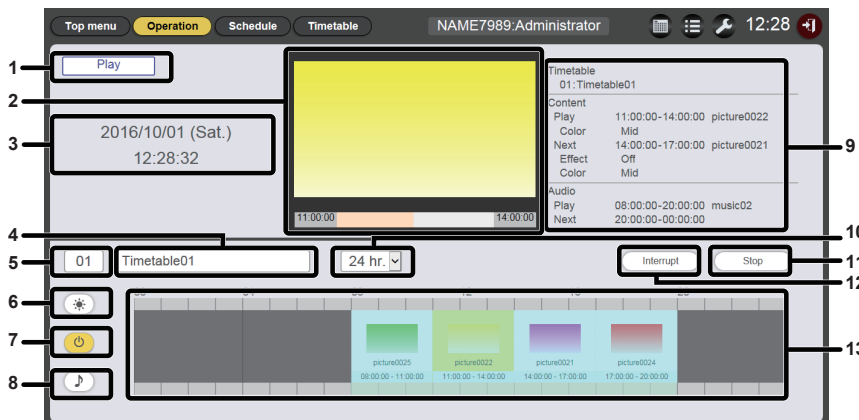 Top menu Operation Schedule Timetable NAME7989:Administrator 12:28
1 Play
2
3 2016/10/01 (Sat.)
12:28:32
11:00:00 14:00:00
Timetable
01:Timetable01
Content
Play 11:00:00-14:00:00 picture0022
Color Mid
Next 14:00:00-17:00:00 picture0021
Effect Off
Color Mid
Audio
Play 08:00:00-20:00:00 music02
Next 20:00:00-00:00:00
9
4 10
5 01 Timetable01 24 hr. Interrupt Stop 11
12
6
7
8
picture0025 picture0022 picture0021 picture0024
08:00:00 - 11:00:00 11:00:00 - 14:00:00 14:00:00 - 17:00:00 17:00:00 - 20:00:00
13